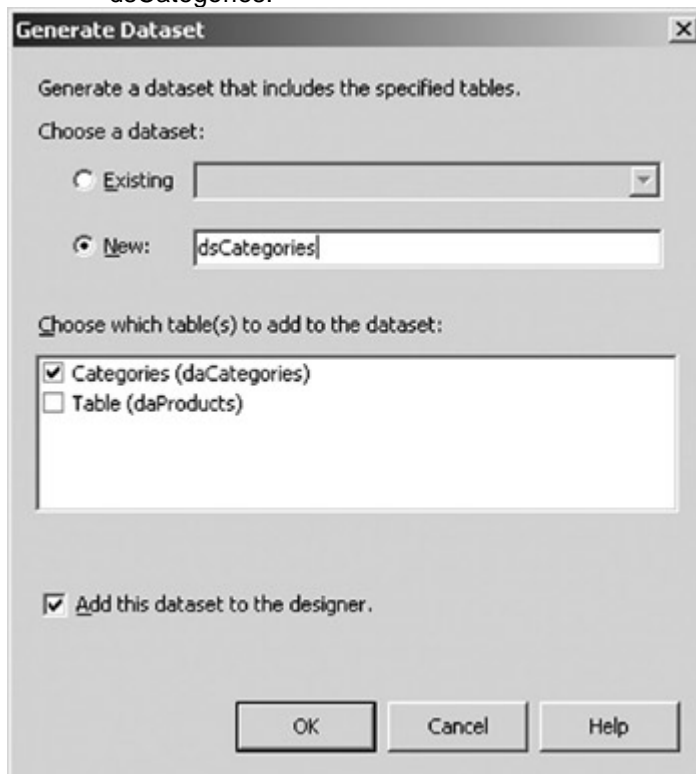 dsCategories.
Generate Dataset
Generate a dataset that includes the specified tables.
Choose a dataset:
Existing
New: dsCategories
Choose which table(s) to add to the dataset:
Categories (daCategories)
Table (daProducts)
Add this dataset to the designer.
OK Cancel Help